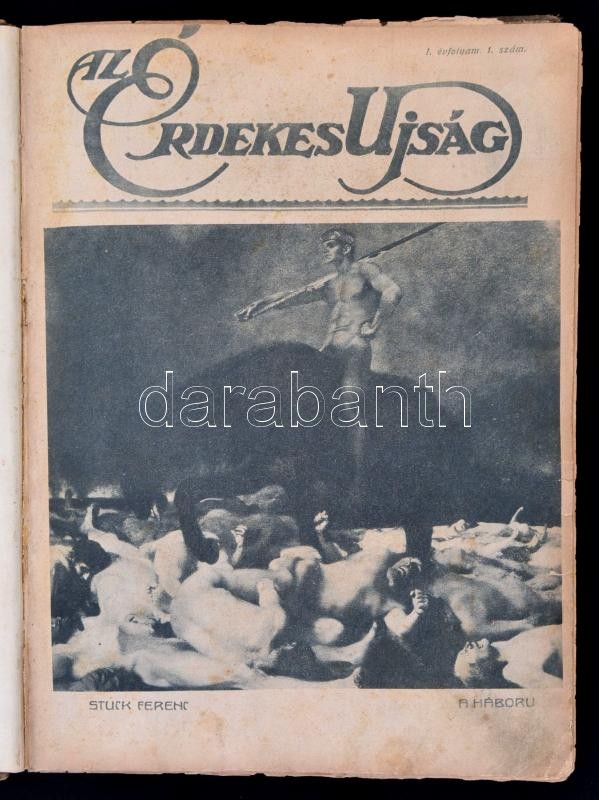 I. évfolyam. 1. szám.
AZ
ÉRDEKES UJSÁG
darabanth
STUCK FERENC
A HÁBORU